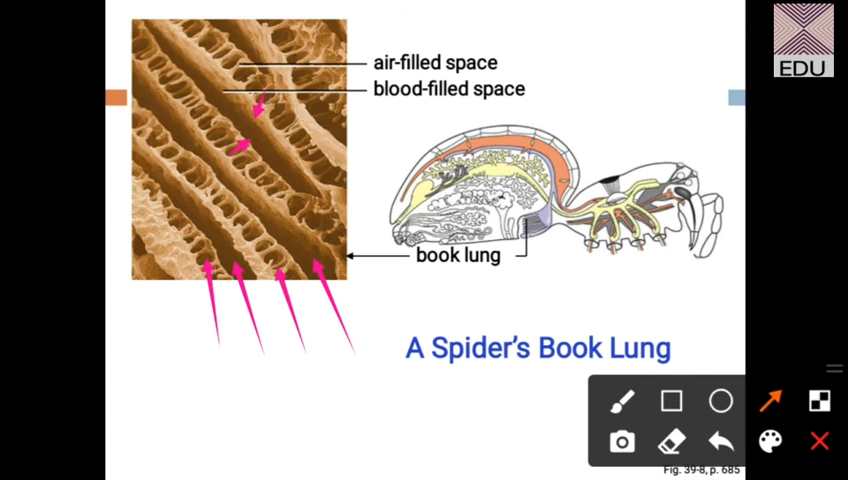 EDU
air-filled space
blood-filled space
book lung
A Spider's Book Lung
Fig. 39-8, p. 685